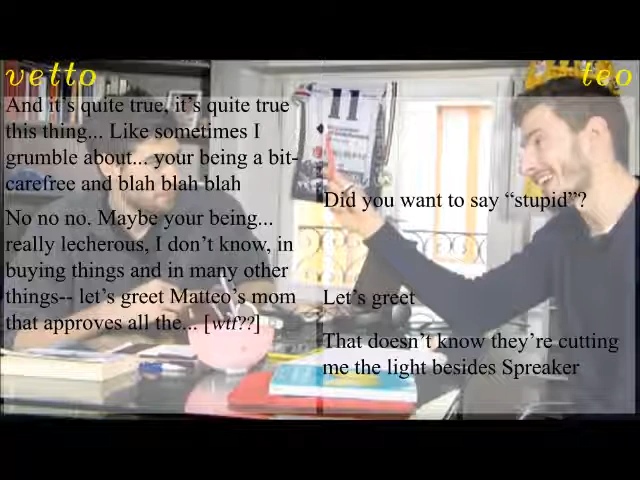 vetto
teo
And it's quite true, it's quite true
this thing... Like sometimes I
grumble about... your being a bit-
carefree and blah blah blah
Did you want to say “stupid”?
No no no. Maybe your being...
really lecherous, I don't know, in
buying things and in many other
things-- let's greet Matteo's mom
that approves all the... [wtf??]
Let's greet
That doesn't know they're cutting
me the light besides Spreaker
11